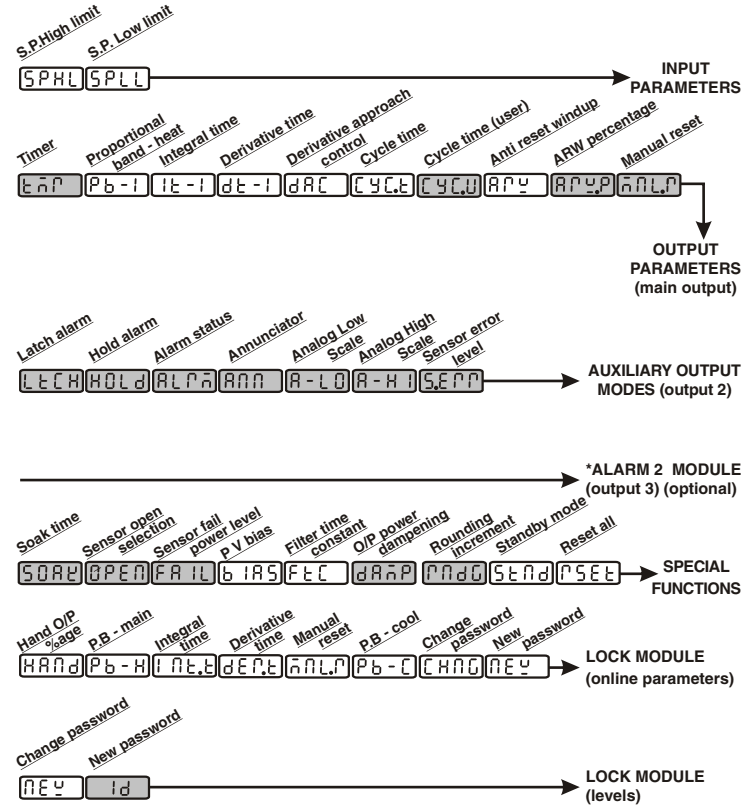 S.P.High limit
S.P. Low limit
SPHL SPLL
INPUT
PARAMETERS
Timer
Proportional
band - heat
Integral time
Derivative time
Derivative approach
control
Cycle time
Cycle time (user)
Anti reset windup
ARW percentage
Manual reset
tmr Pb-1 It-1 dt-1 dAC CYC.t CYC.U Arw Arw.P mnL.r
OUTPUT
PARAMETERS
(main output)
Latch alarm
Hold alarm
Alarm status
Annunciator
Analog Low
Scale
Analog High
Scale
Sensor error
level
LtCH HOLd ALrm Ann A-LO A-HI S.Err
AUXILIARY OUTPUT
MODES (output 2)
*ALARM 2 MODULE
(output 3) (optional)
Soak time
Sensor open
selection
Sensor fail
power level
P V bias
Filter time
constant
O/P power
dampening
Rounding
increment
Standby mode
Reset all
SOAK OPEn FAIL bIAS FtC dAmP rndG Stnd rSEt
SPECIAL
FUNCTIONS
Hand O/P
%age
P.B - main
Integral
time
Derivative
time
Manual
reset
P.B - cool
Change
password
New
password
HAnd Pb-H Int.t dEr.t mnL.r Pb-C CHnG nEw
LOCK MODULE
(online parameters)
Change password
New password
nEw Id
LOCK MODULE
(levels)